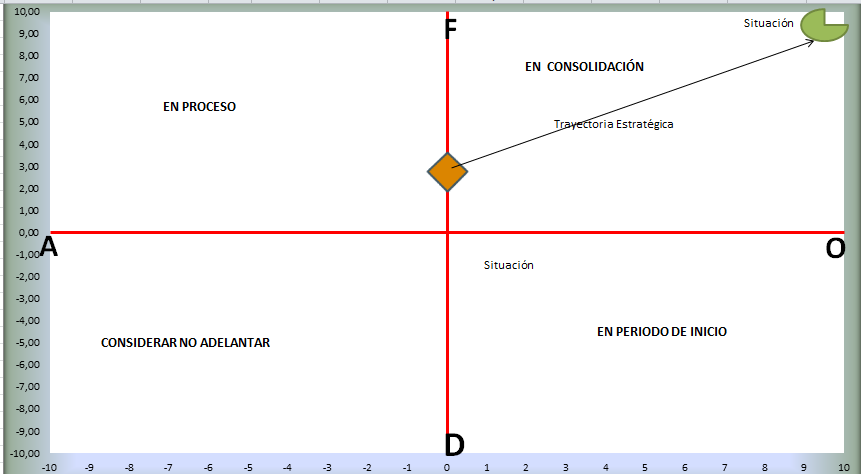 10,00
9,00
8,00
7,00
6,00
5,00
4,00
3,00
2,00
1,00
0,00
-1,00
-2,00
-3,00
-4,00
-5,00
-6,00
-7,00
-8,00
-9,00
-10,00
F
Situación
EN CONSOLIDACIÓN
EN PROCESO
Trayectoria Estratégica
A
O
Situación
EN PERIODO DE INICIO
CONSIDERAR NO ADELANTAR
D
-10 -9 -8 -7 -6 -5 -4 -3 -2 -1 0 1 2 3 4 5 6 7 8 9 10